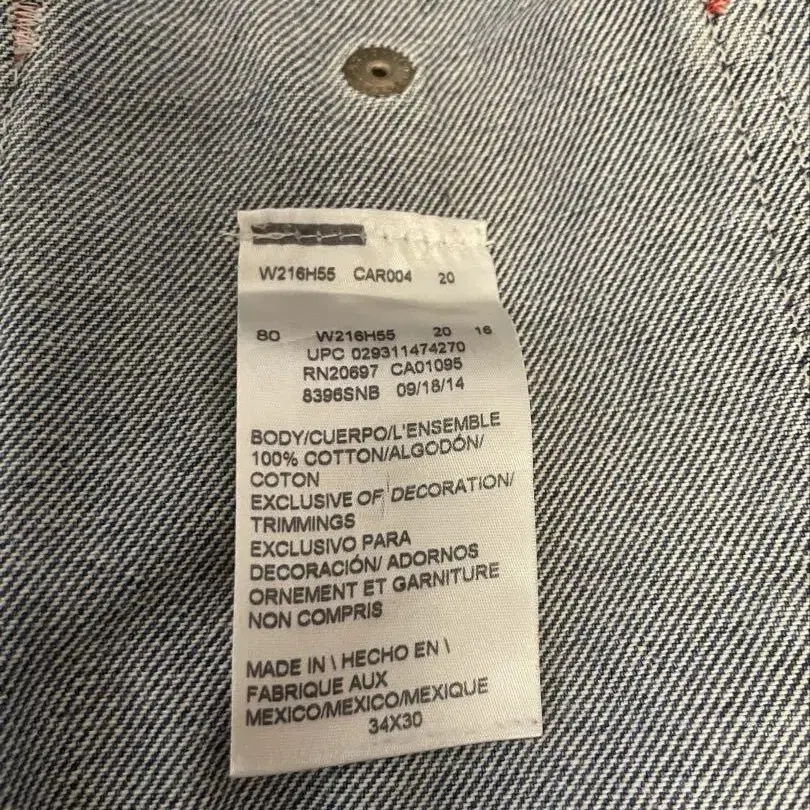 W216H55 CAR004 20
80 W216H55 20 16
UPC 029311474270
RN20697 CA01095
8396SNB 09/18/14
BODY/CUERPO/L'ENSEMBLE
100% COTTON/ALGODÓN/
COTON
EXCLUSIVE OF DECORATION/
TRIMMINGS
EXCLUSIVO PARA
DECORACIÓN/ ADORNOS
ORNEMENT ET GARNITURE
NON COMPRIS
MADE IN \ HECHO EN \
FABRIQUE AUX
MEXICO/MEXICO/MEXIQUE
34X30